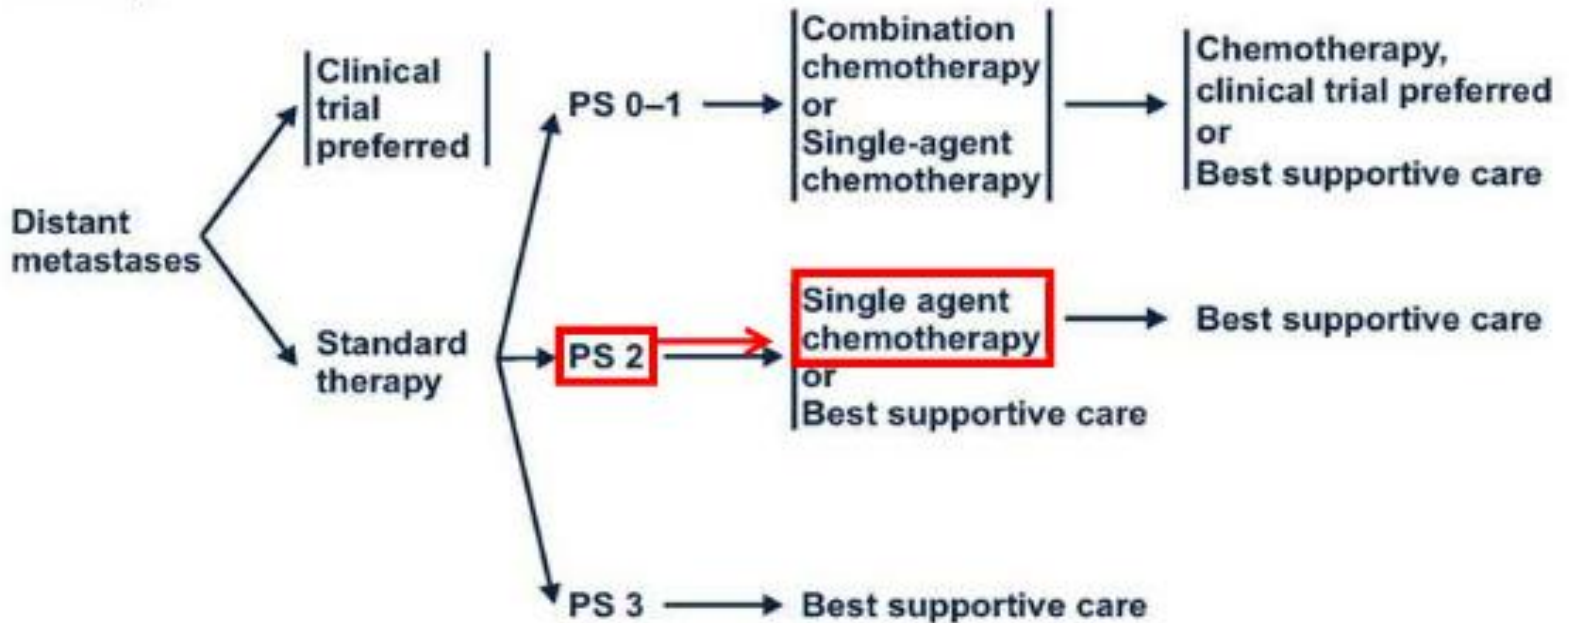 Distant
metastases
Clinical
trial
preferred
Standard
therapy
PS 0–1
Combination
chemotherapy
or
Single-agent
chemotherapy
Chemotherapy,
clinical trial preferred
or
Best supportive care
PS 2
Single agent
chemotherapy
or
Best supportive care
Best supportive care
PS 3
Best supportive care